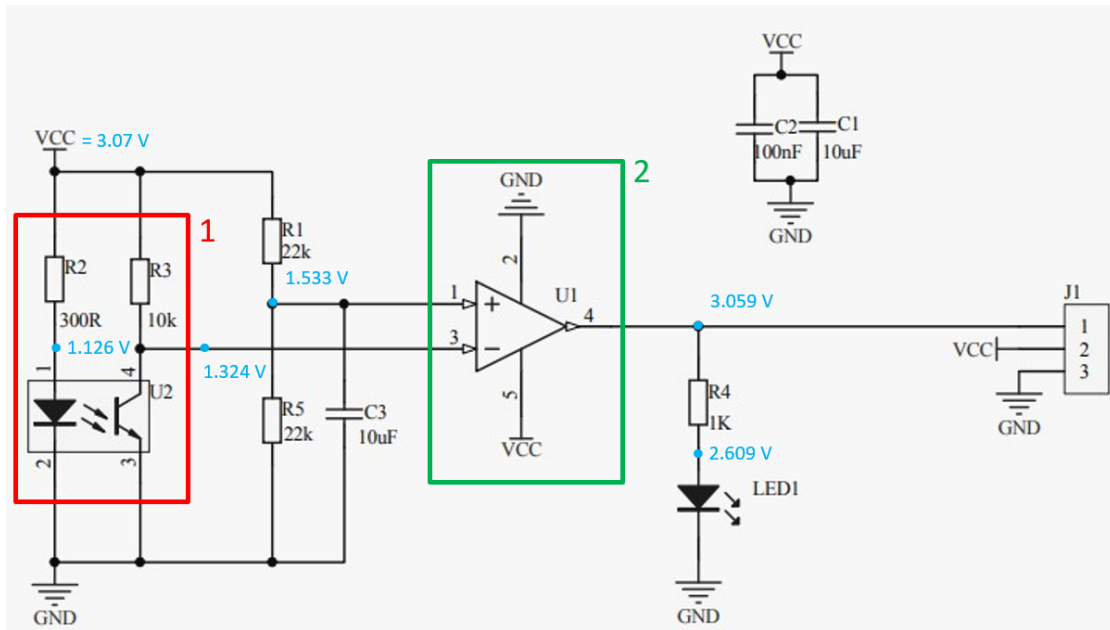 VCC
C2
C1
100nF
10uF
GND
VCC = 3.07 V
1
R2
300R
R3
10k
1.126 V
1
4
U2
2
3
GND
R1
22k
1.533 V
1.324 V
R5
22k
C3
10uF
2
GND
2
1
+
U1
4
3
−
5
VCC
3.059 V
R4
1K
2.609 V
LED1
GND
J1
1
VCC
2
3
GND